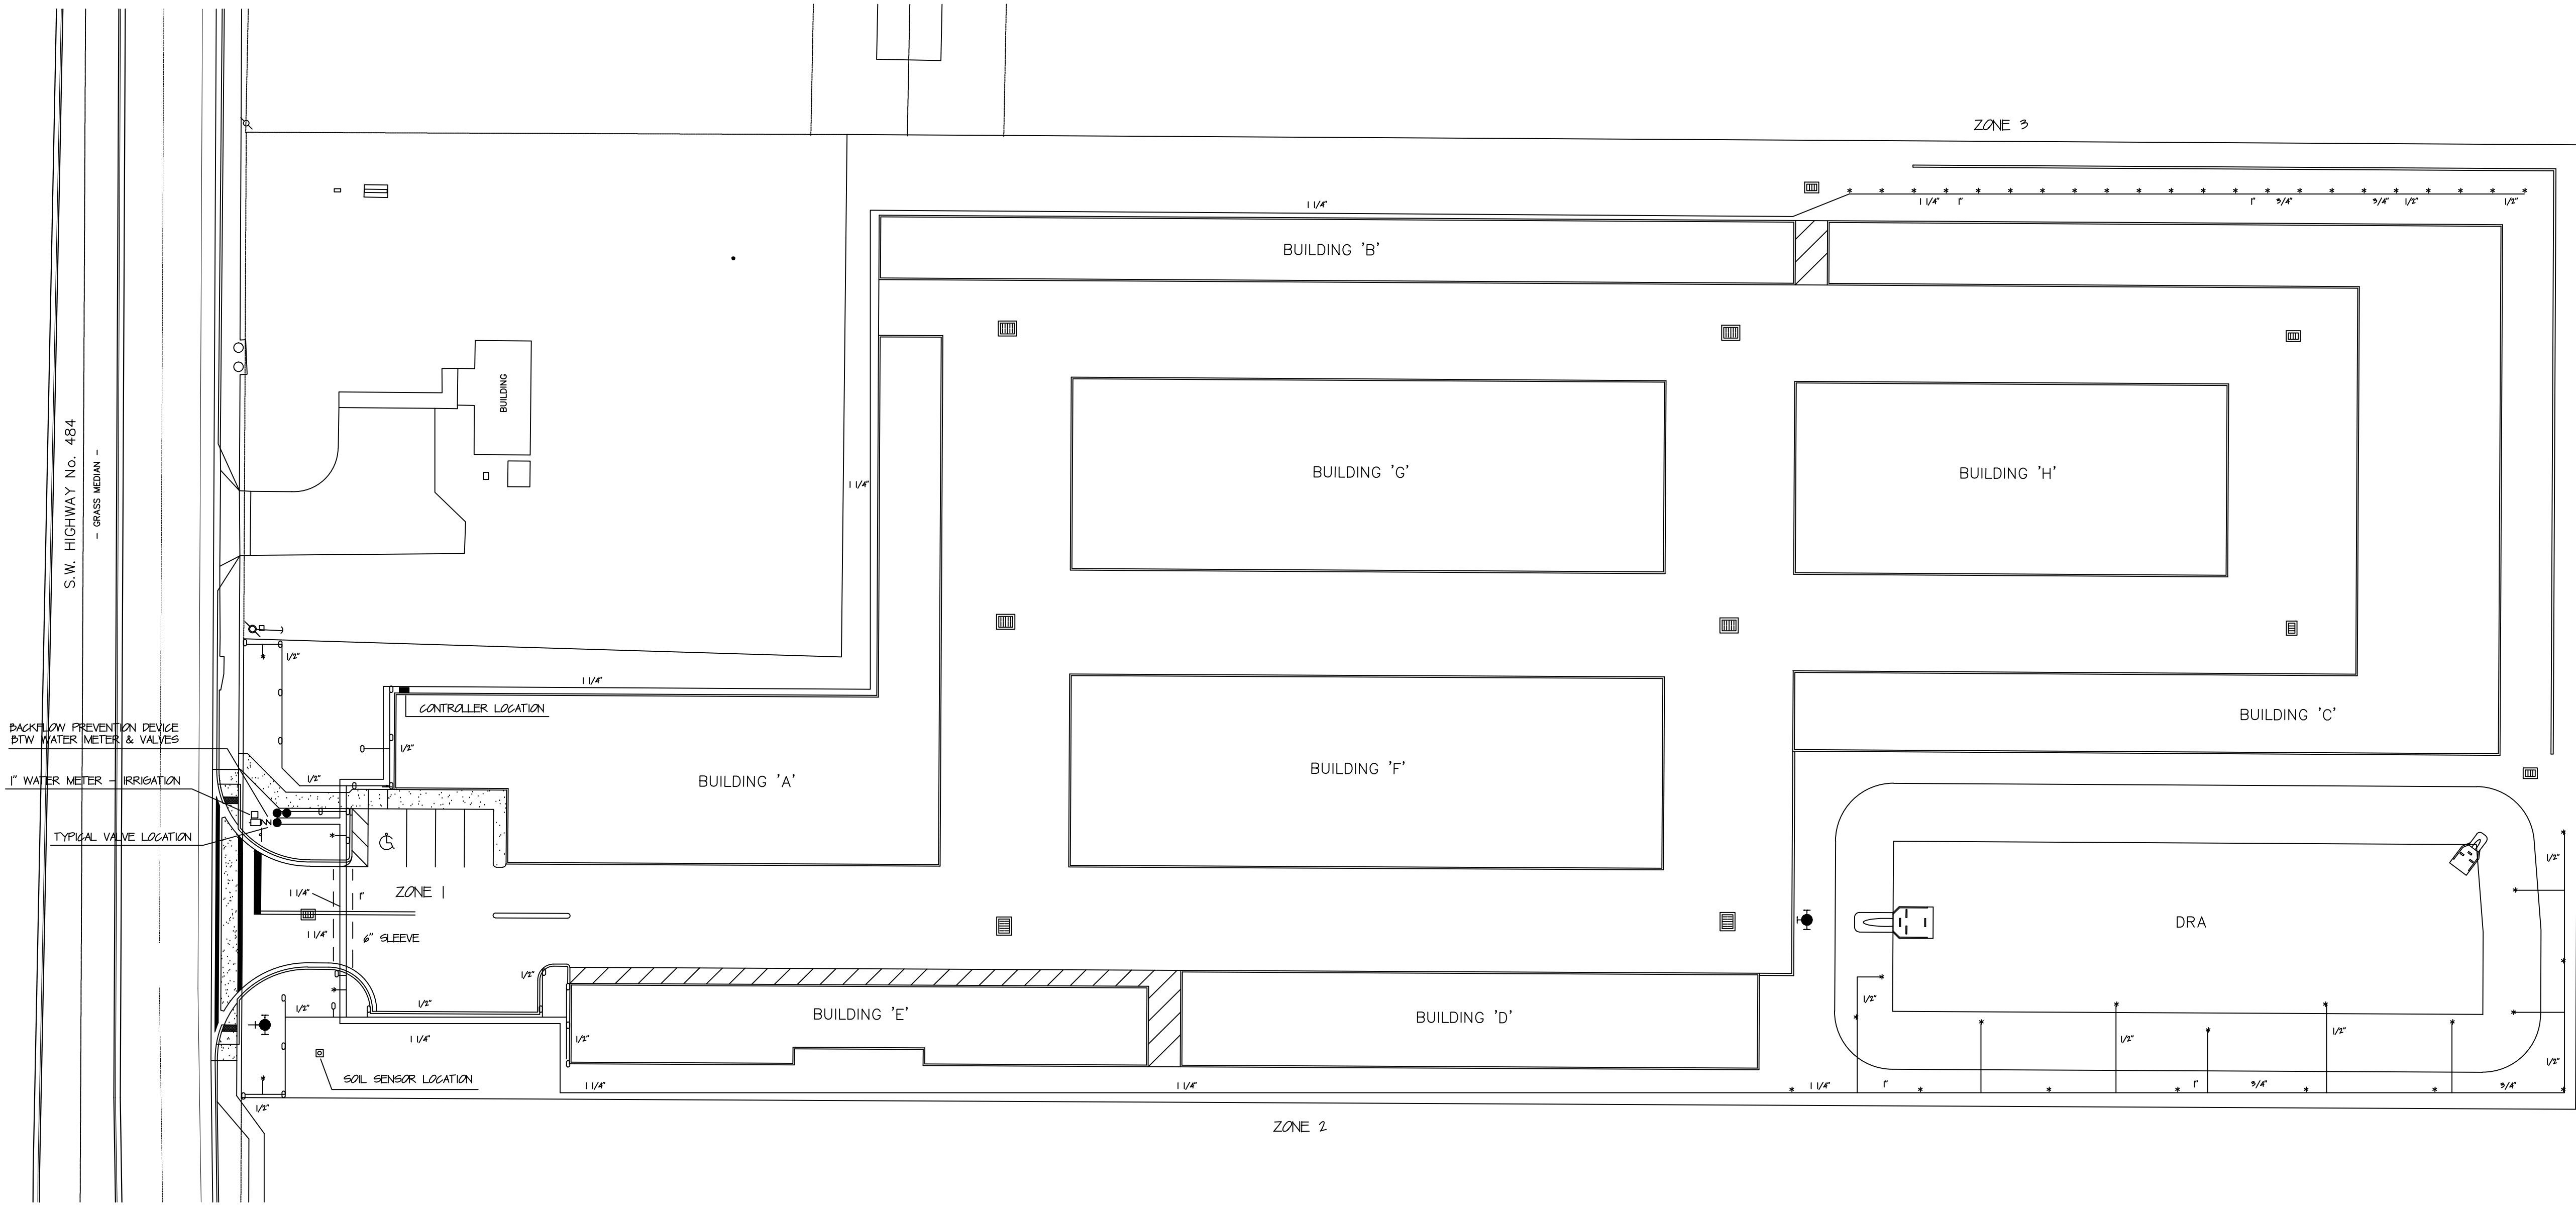 ZONE 3
1 1/4"
1 1/4"
1"
1"
3/4"
3/4"
1/2"
1/2"
BUILDING 'B'
BUILDING
S.W. HIGHWAY No. 484
- GRASS MEDIAN -
BUILDING 'G'
BUILDING 'H'
1 1/4"
1/2"
1 1/4"
CONTROLLER LOCATION
BUILDING 'C'
BACKFLOW PREVENTION DEVICE
BTW WATER METER & VALVES
1/2"
BUILDING 'F'
1" WATER METER - IRRIGATION
1/2"
BUILDING 'A'
TYPICAL VALVE LOCATION
1/2"
1 1/4"
1"
ZONE 1
DRA
1 1/4"
6" SLEEVE
1/2"
1/2"
1/2"
1/2"
BUILDING 'E'
BUILDING 'D'
1 1/4"
1/2"
1/2"
1/2"
1/2"
SOIL SENSOR LOCATION
1 1/4"
1 1/4"
1 1/4"
1"
1"
3/4"
3/4"
1/2"
ZONE 2